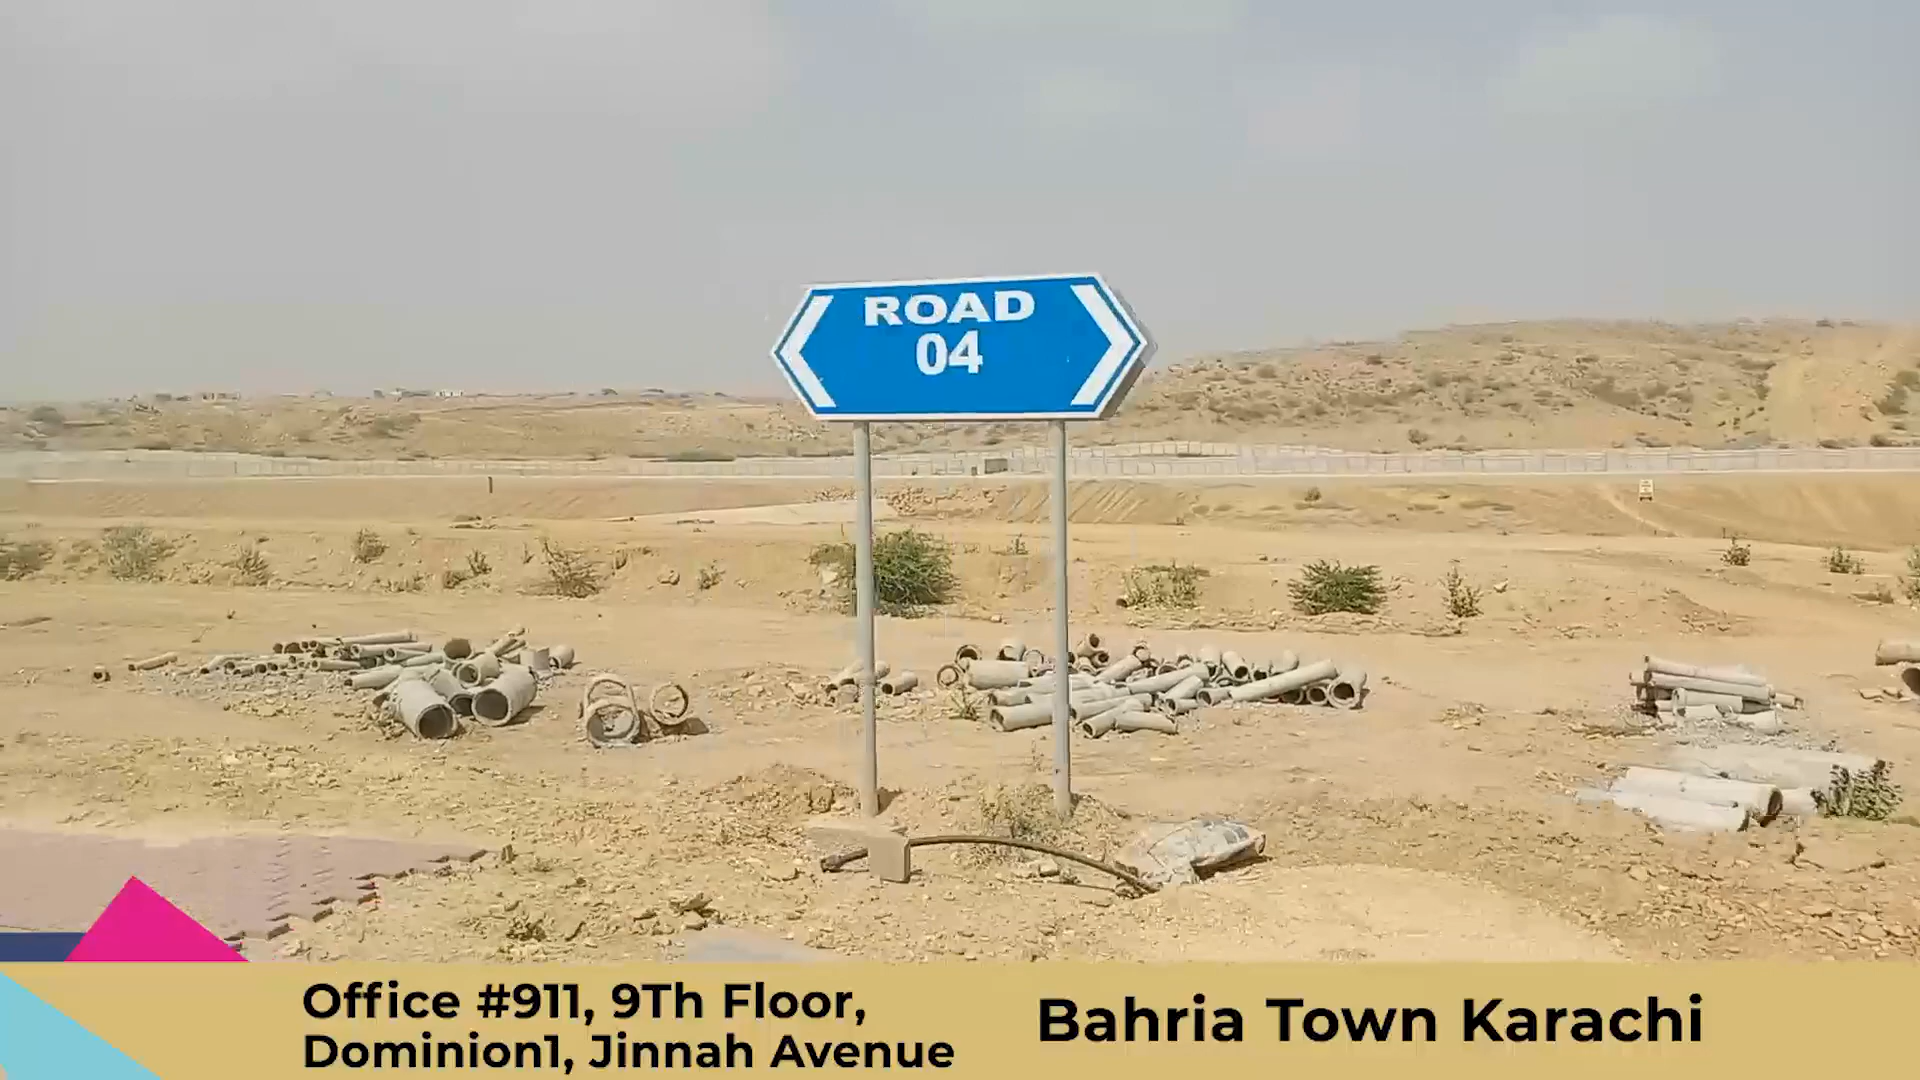 ROAD
04
Office #911, 9Th Floor,
Dominion1, Jinnah Avenue
Bahria Town Karachi